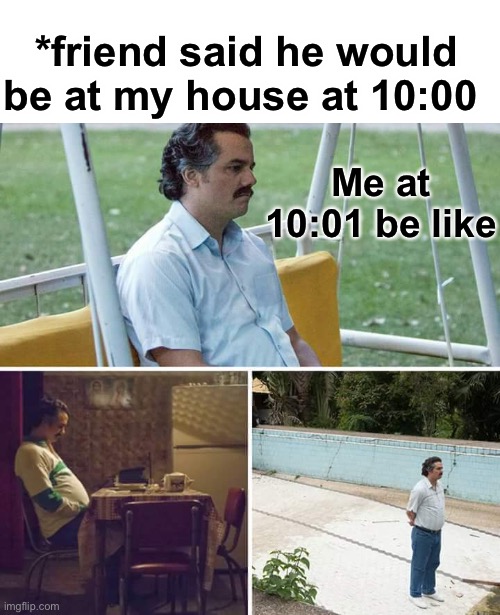 *friend said he would
be at my house at 10:00
Me at
10:01 be like
imgflip.com